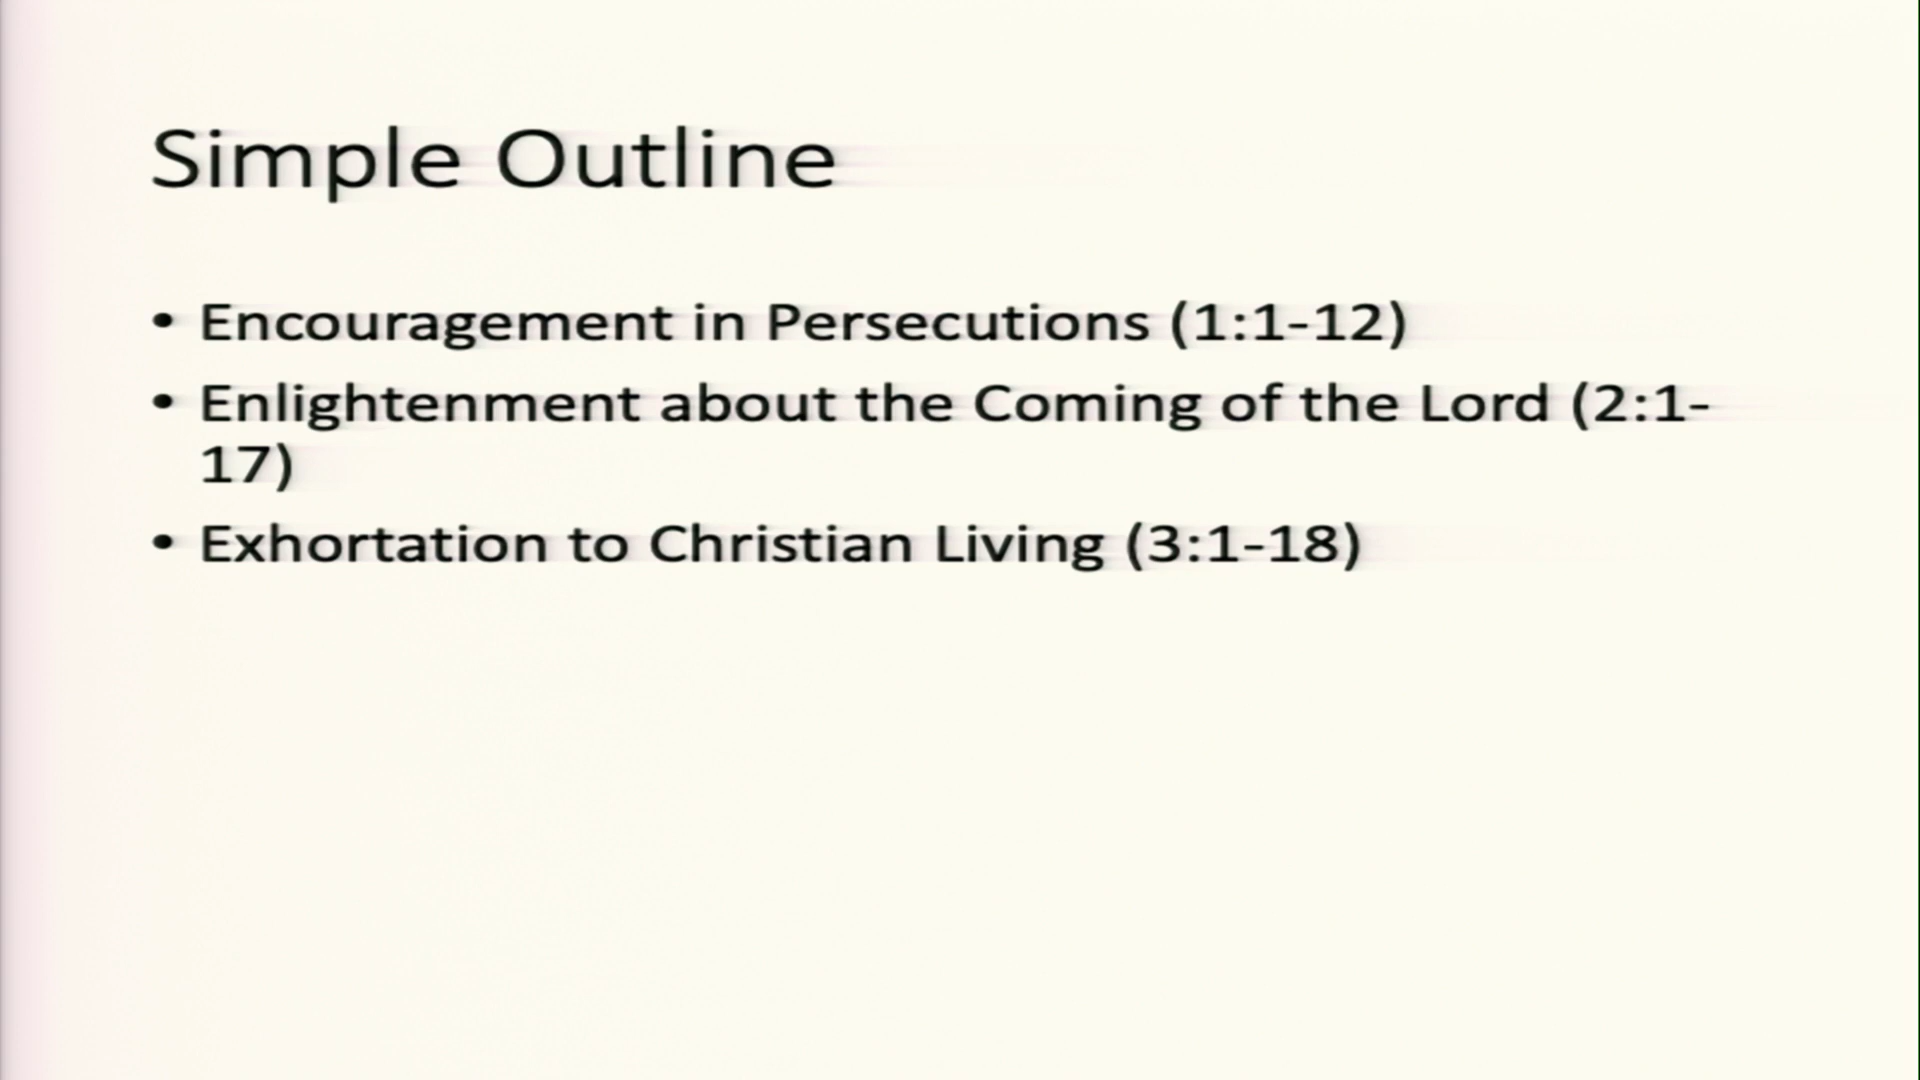 Simple Outline
• Encouragement in Persecutions (1:1-12)
• Enlightenment about the Coming of the Lord (2:1-
17)
• Exhortation to Christian Living (3:1-18)